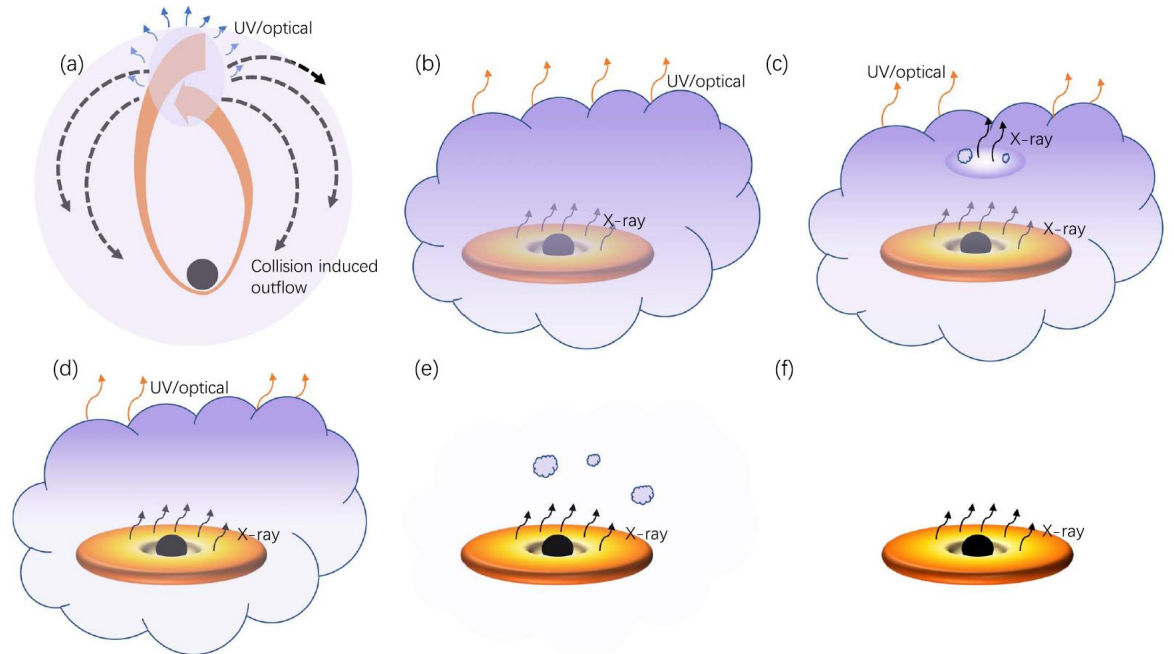 (a)
UV/optical
Collision induced
outflow
(b)
UV/optical
X-ray
(c)
UV/optical
X-ray
X-ray
(d)
UV/optical
X-ray
(e)
X-ray
(f)
X-ray